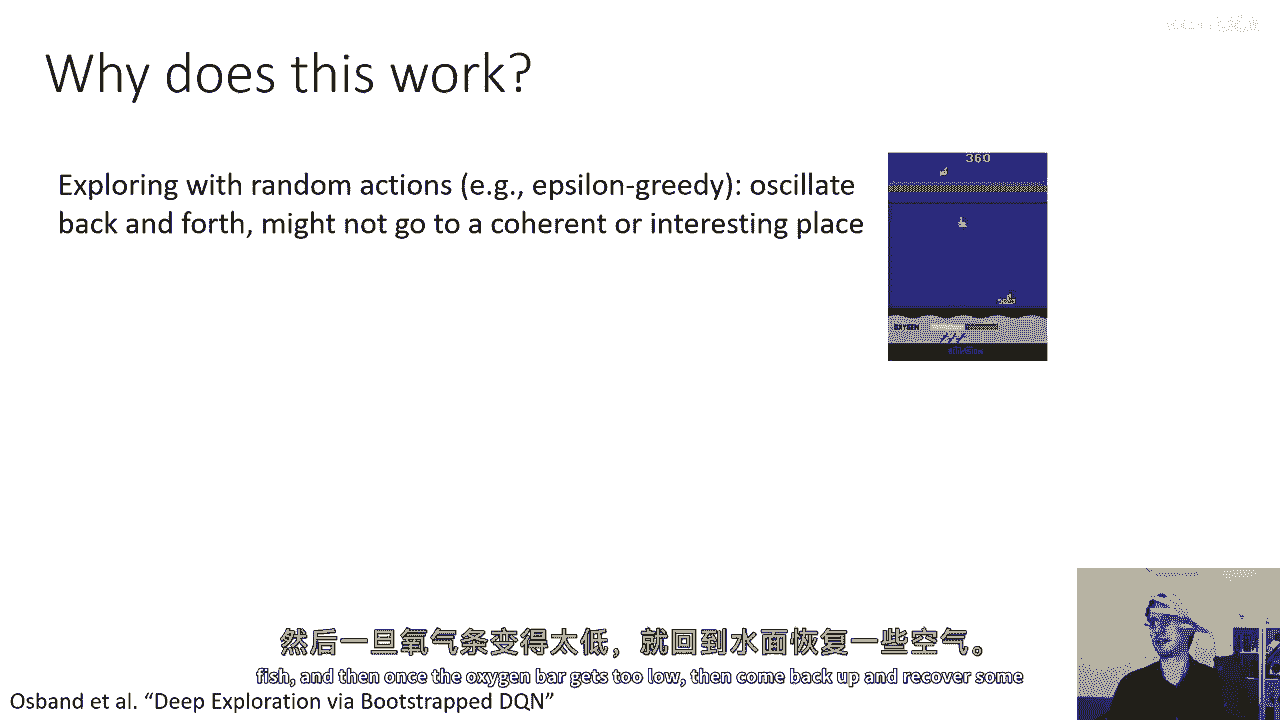 Why does this work?
Exploring with random actions (e.g., epsilon-greedy): oscillate
back and forth, might not go to a coherent or interesting place
360
然后一旦氧气条变得太低，就回到水面恢复一些空气。
fish, and then once the oxygen bar gets too low, then come back up and recover some
Osband et al. “Deep Exploration via Bootstrapped DQN”